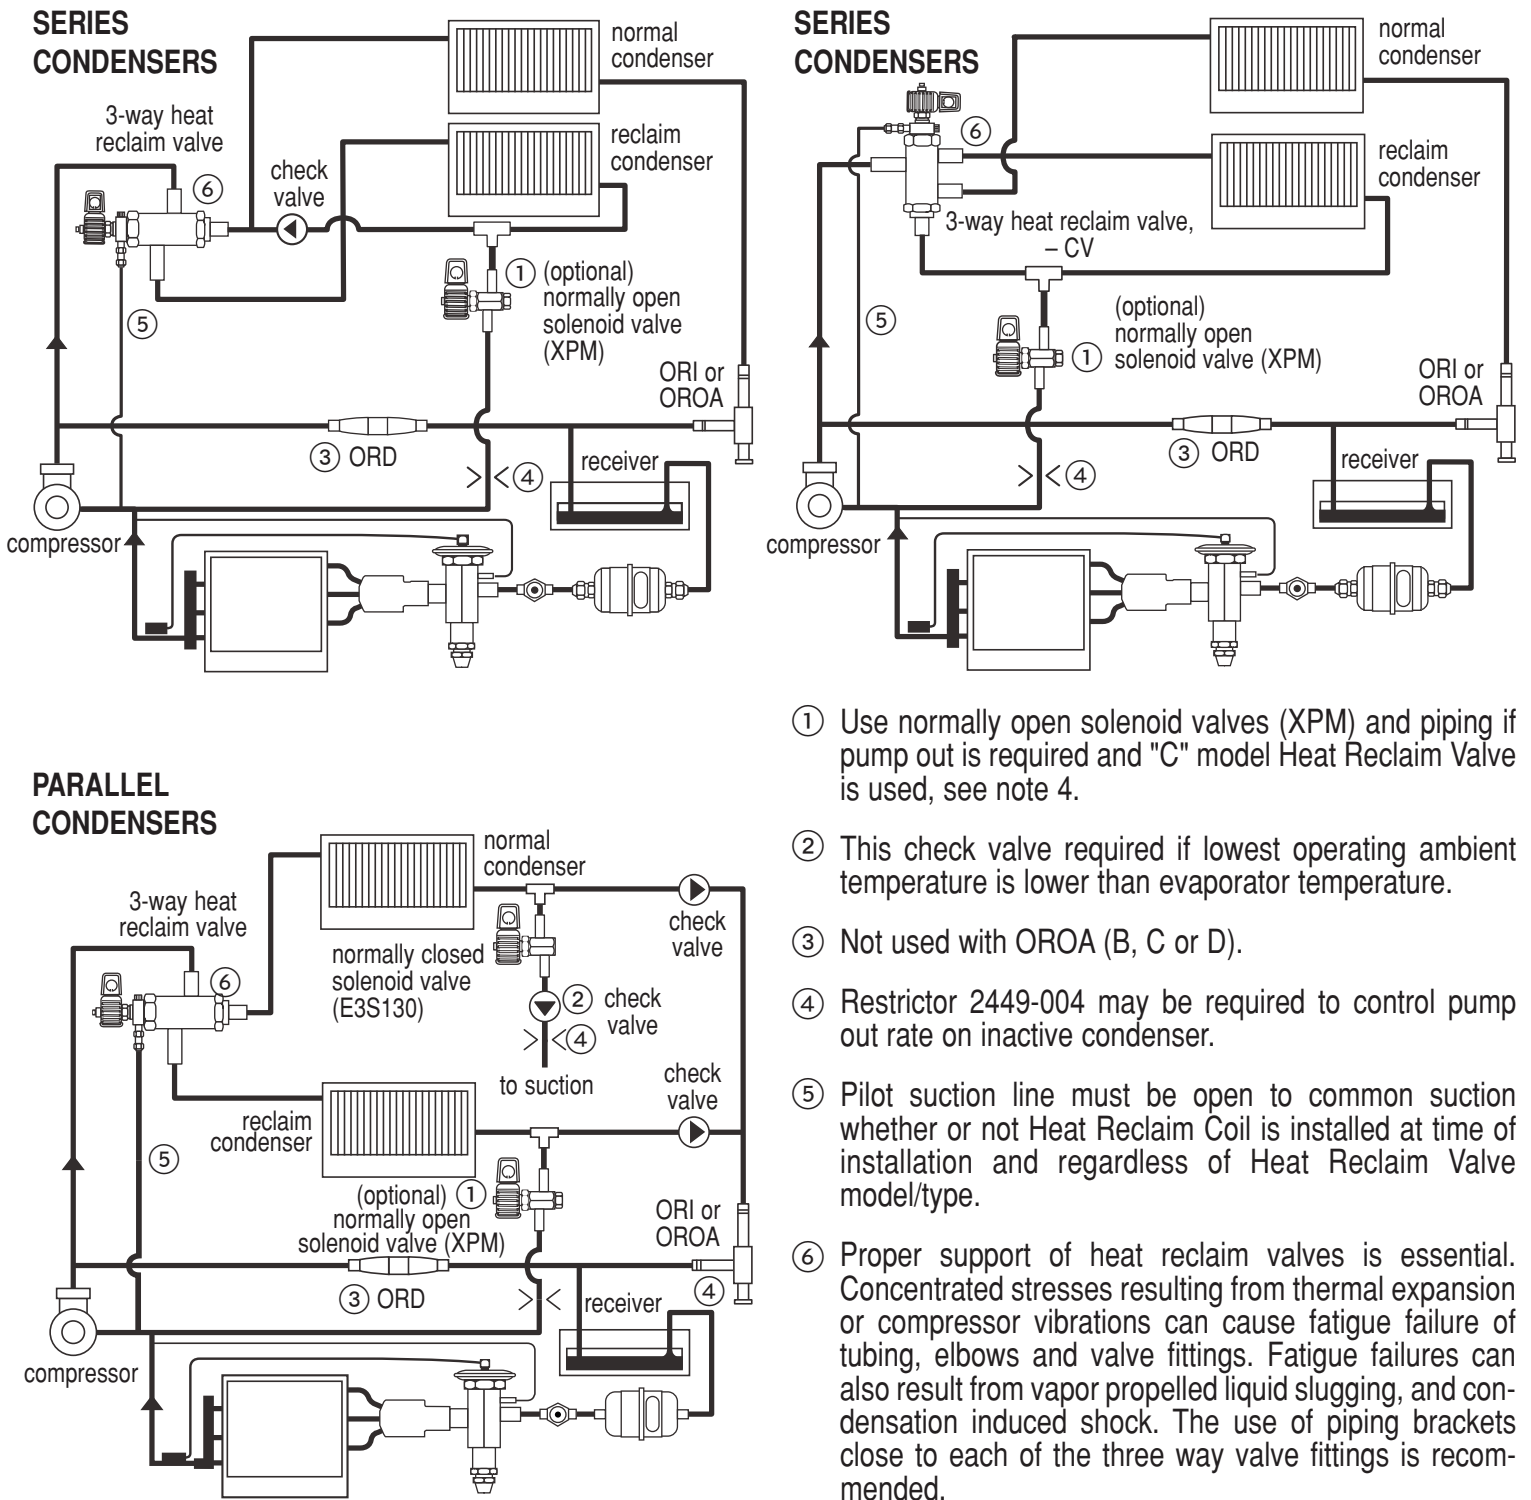 SERIES
CONDENSERS
normal
condenser
3-way heat
reclaim valve
reclaim
condenser
check
valve
6
1
(optional)
normally open
solenoid valve
(XPM)
5
ORI or
OROA
3 ORD
4
receiver
compressor
SERIES
CONDENSERS
normal
condenser
6
reclaim
condenser
3-way heat reclaim valve,
– CV
5
(optional)
normally open
1 solenoid valve (XPM)
ORI or
OROA
3 ORD
4
receiver
compressor
PARALLEL
CONDENSERS
normal
condenser
3-way heat
reclaim valve
check
valve
normally closed
solenoid valve
(E3S130)
6
2 check
valve
4
to suction
check
valve
reclaim
condenser
5
(optional) 1
normally open
solenoid valve (XPM)
ORI or
OROA
3 ORD
4
receiver
compressor
1 Use normally open solenoid valves (XPM) and piping if
pump out is required and "C" model Heat Reclaim Valve
is used, see note 4.
2 This check valve required if lowest operating ambient
temperature is lower than evaporator temperature.
3 Not used with OROA (B, C or D).
4 Restrictor 2449-004 may be required to control pump
out rate on inactive condenser.
5 Pilot suction line must be open to common suction
whether or not Heat Reclaim Coil is installed at time of
installation and regardless of Heat Reclaim Valve
model/type.
6 Proper support of heat reclaim valves is essential.
Concentrated stresses resulting from thermal expansion
or compressor vibrations can cause fatigue failure of
tubing, elbows and valve fittings. Fatigue failures can
also result from vapor propelled liquid slugging, and con-
densation induced shock. The use of piping brackets
close to each of the three way valve fittings is recom-
mended.